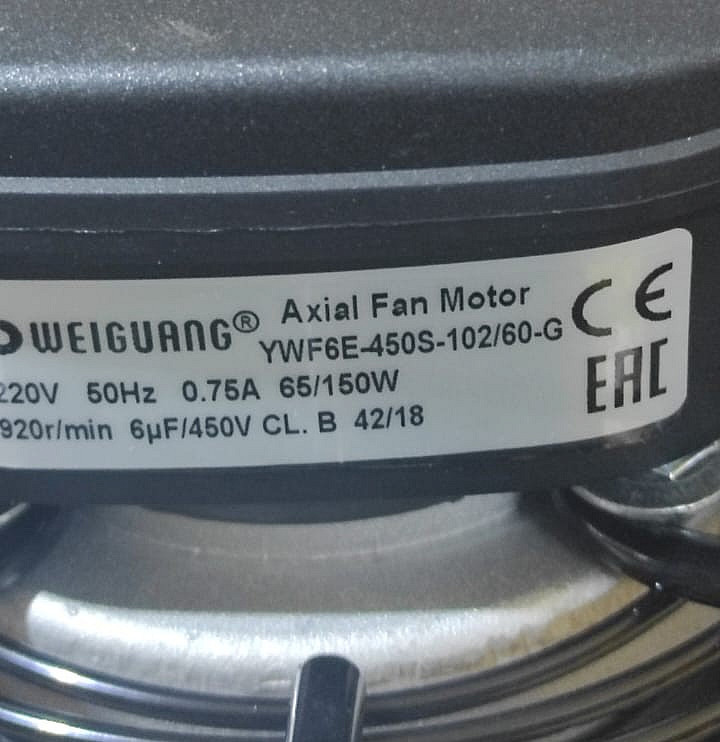 WEIGUANG® Axial Fan Motor
YWF6E-450S-102/60-G
CE
220V 50Hz 0.75A 65/150W
920r/min 6µF/450V CL. B 42/18
EAC